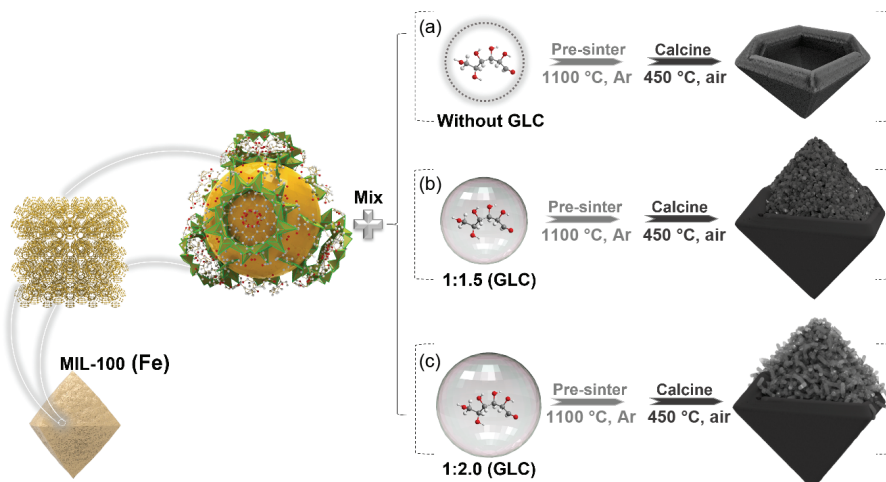 (a)
Pre-sinter
Calcine
1100 °C, Ar
450 °C, air
Without GLC
(b)
Mix
Pre-sinter
Calcine
1100 °C, Ar
450 °C, air
1:1.5 (GLC)
MIL-100 (Fe)
(c)
Pre-sinter
Calcine
1100 °C, Ar
450 °C, air
1:2.0 (GLC)